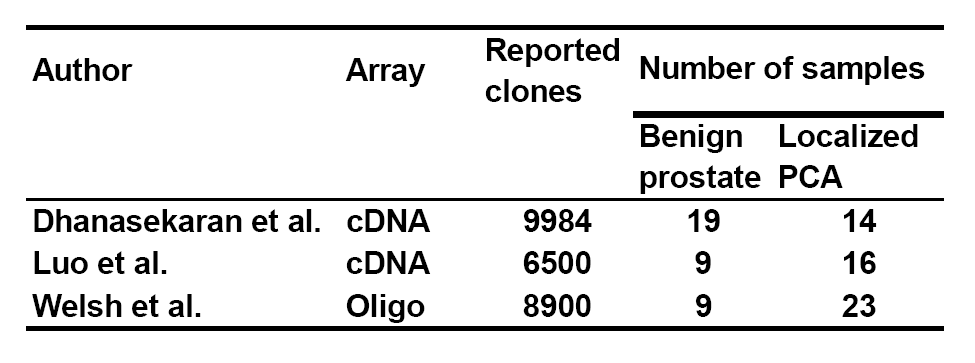 Author Array Reported clones Number of samples
Benign prostate Localized PCA
Dhanasekaran et al. cDNA 9984 19 14
Luo et al. cDNA 6500 9 16
Welsh et al. Oligo 8900 9 23